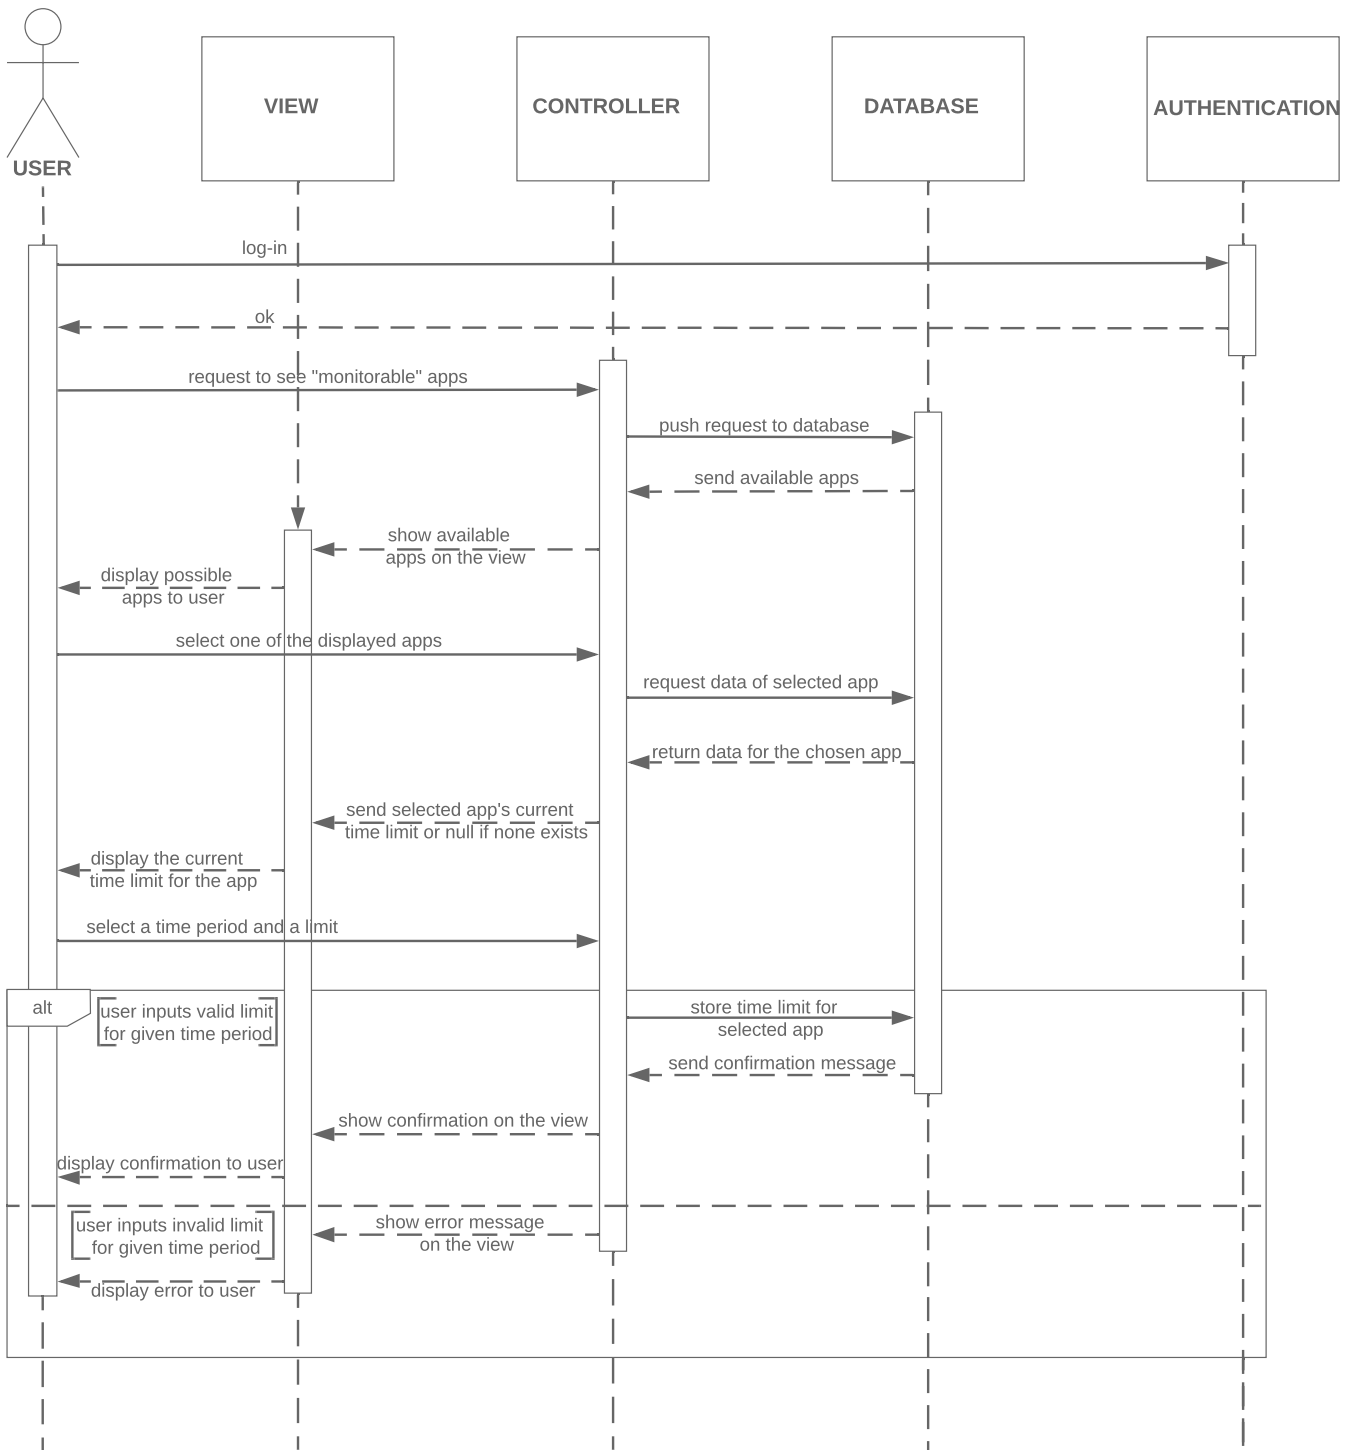 VIEW
CONTROLLER
DATABASE
AUTHENTICATION
USER
log-in
ok
request to see "monitorable" apps
push request to database
send available apps
show available
apps on the view
display possible
apps to user
select one of the displayed apps
request data of selected app
return data for the chosen app
send selected app's current
time limit or null if none exists
display the current
time limit for the app
select a time period and a limit
alt
user inputs valid limit
for given time period
store time limit for
selected app
send confirmation message
show confirmation on the view
display confirmation to user
user inputs invalid limit
for given time period
show error message
on the view
display error to user